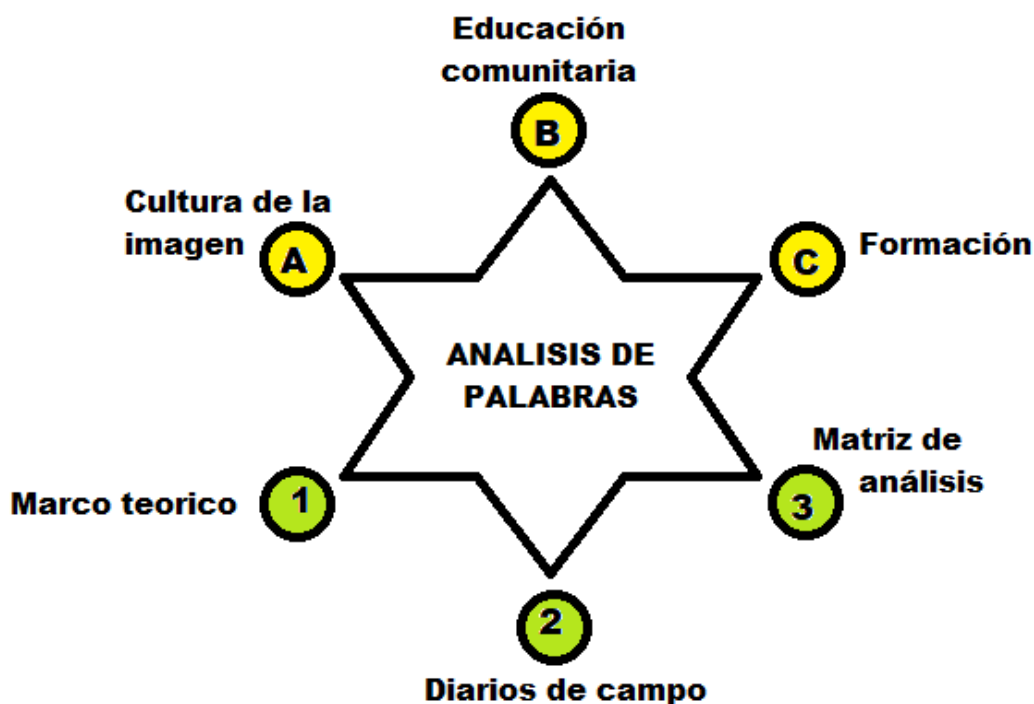 Educación
comunitaria
B
Cultura de la
imagen
A
C
Formación
ANALISIS DE
PALABRAS
Matriz de
análisis
Marco teorico
1
3
2
Diarios de campo